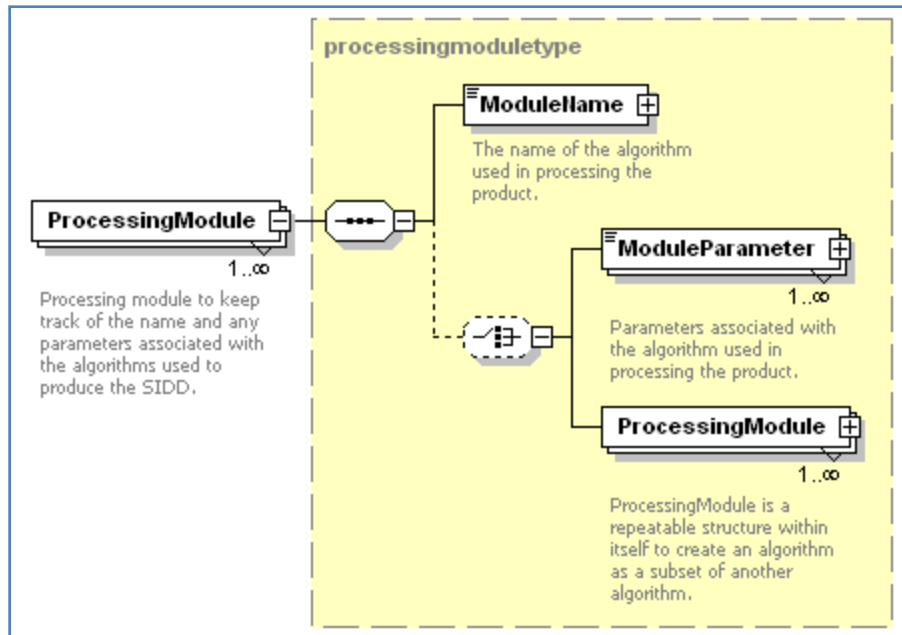 processingmoduletype
ModuleName
The name of the algorithm
used in processing the
product.
ProcessingModule
1..∞
Processing module to keep
track of the name and any
parameters associated with
the algorithms used to
produce the SIDD.
ModuleParameter
1..∞
Parameters associated with
the algorithm used in
processing the product.
ProcessingModule
1..∞
ProcessingModule is a
repeatable structure within
itself to create an algorithm
as a subset of another
algorithm.